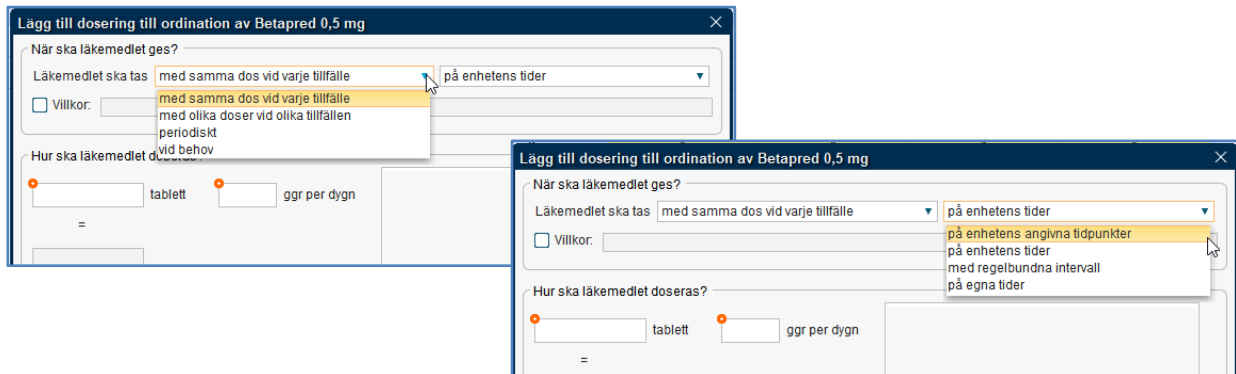 Lägg till dosering till ordination av Betapred 0,5 mg
När ska läkemedlet ges?
Läkemedlet ska tas med samma dos vid varje tillfälle på enhetens tider
Villkor:
med samma dos vid varje tillfälle
med olika doser vid olika tillfällen
periodiskt
vid behov
Hur ska läkemedlet doseras?
tablett ggr per dygn
=
Lägg till dosering till ordination av Betapred 0,5 mg
När ska läkemedlet ges?
Läkemedlet ska tas med samma dos vid varje tillfälle på enhetens tider
Villkor:
på enhetens angivna tidpunkter
på enhetens tider
med regelbundna intervall
på egna tider
Hur ska läkemedlet doseras?
tablett ggr per dygn
=